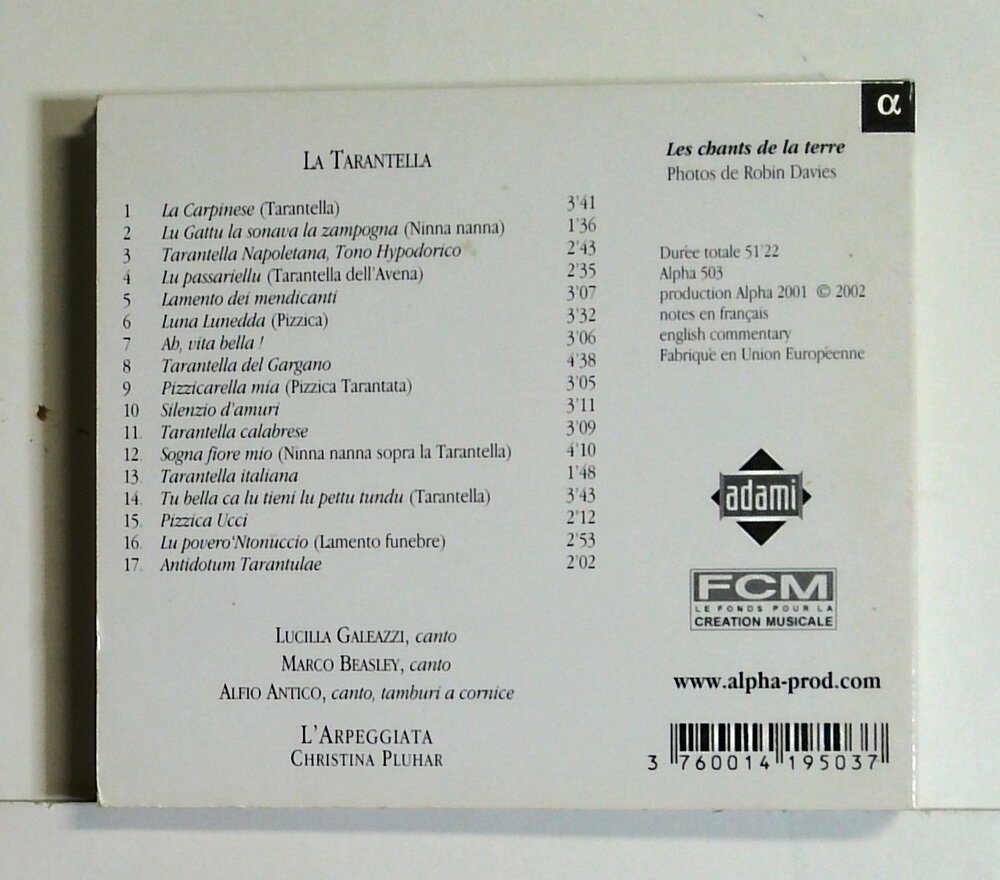 α
LA TARANTELLA
1 La Carpinese (Tarantella) 3'41
2 Lu Gattu la sonava la zampogna (Ninna nanna) 1'36
3 Tarantella Napoletana, Tono Hypodorico 2'43
4 Lu passariellu (Tarantella dell'Avena) 2'35
5 Lamento dei mendicanti 3'07
6 Luna Lunedda (Pizzica) 3'32
7 Ah, vita bella ! 3'06
8 Tarantella del Gargano 4'38
9 Pizzicarella mia (Pizzica Tarantata) 3'05
10 Silenzio d'amuri 3'11
11. Tarantella calabrese 3'09
12. Sogna fiore mio (Ninna nanna sopra la Tarantella) 4'10
13. Tarantella italiana 1'48
14. Tu bella ca lu tieni lu pettu tundu (Tarantella) 3'43
15. Pizzica Ucci 2'12
16. Lu povero'Ntonuccio (Lamento funebre) 2'53
17. Antidotum Tarantulae 2'02
LUCILLA GALEAZZI, canto
MARCO BEASLEY, canto
ALFIO ANTICO, canto, tamburi a cornice
L'ARPEGGIATA
CHRISTINA PLUHAR
Les chants de la terre
Photos de Robin Davies
Durée totale 51'22
Alpha 503
production Alpha 2001 © 2002
notes en français
english commentary
Fabriqué en Union Européenne
adami
FCM
LE FONDS POUR LA
CREATION MUSICALE
www.alpha-prod.com
3 760014 195037